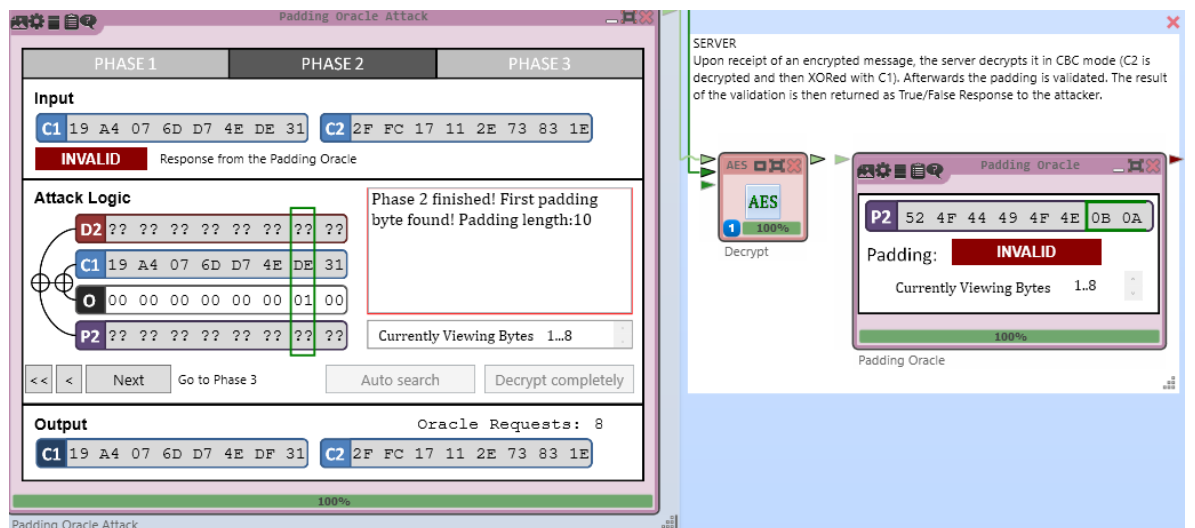 Padding Oracle Attack
PHASE 1 PHASE 2 PHASE 3
Input
C1 19 A4 07 6D D7 4E DE 31 C2 2F FC 17 11 2E 73 83 1E
INVALID Response from the Padding Oracle
Attack Logic
D2 ?? ?? ?? ?? ?? ?? ?? ??
C1 19 A4 07 6D D7 4E DE 31
O 00 00 00 00 00 00 01 00
P2 ?? ?? ?? ?? ?? ?? ?? ??
Phase 2 finished! First padding
byte found! Padding length:10
Currently Viewing Bytes 1...8
<< < Next Go to Phase 3 Auto search Decrypt completely
Output Oracle Requests: 8
C1 19 A4 07 6D D7 4E DF 31 C2 2F FC 17 11 2E 73 83 1E
100%
Padding Oracle Attack
SERVER
Upon receipt of an encrypted message, the server decrypts it in CBC mode (C2 is
decrypted and then XORed with C1). Afterwards the padding is validated. The result
of the validation is then returned as True/False Response to the attacker.
AES
AES
1 100%
Decrypt
Padding Oracle
P2 52 4F 44 49 4F 4E 0B 0A
Padding: INVALID
Currently Viewing Bytes 1..8
100%
Padding Oracle